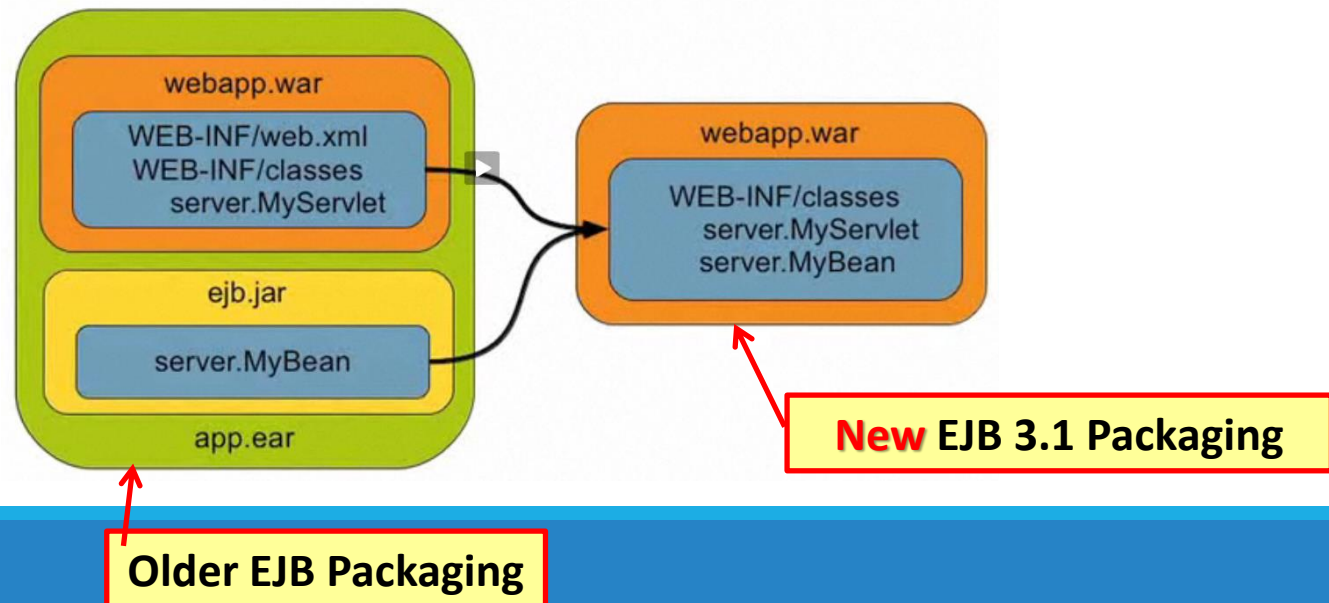 webapp.war
WEB-INF/web.xml
WEB-INF/classes
server.MyServlet
ejb.jar
server.MyBean
app.ear
webapp.war
WEB-INF/classes
server.MyServlet
server.MyBean
New EJB 3.1 Packaging
Older EJB Packaging